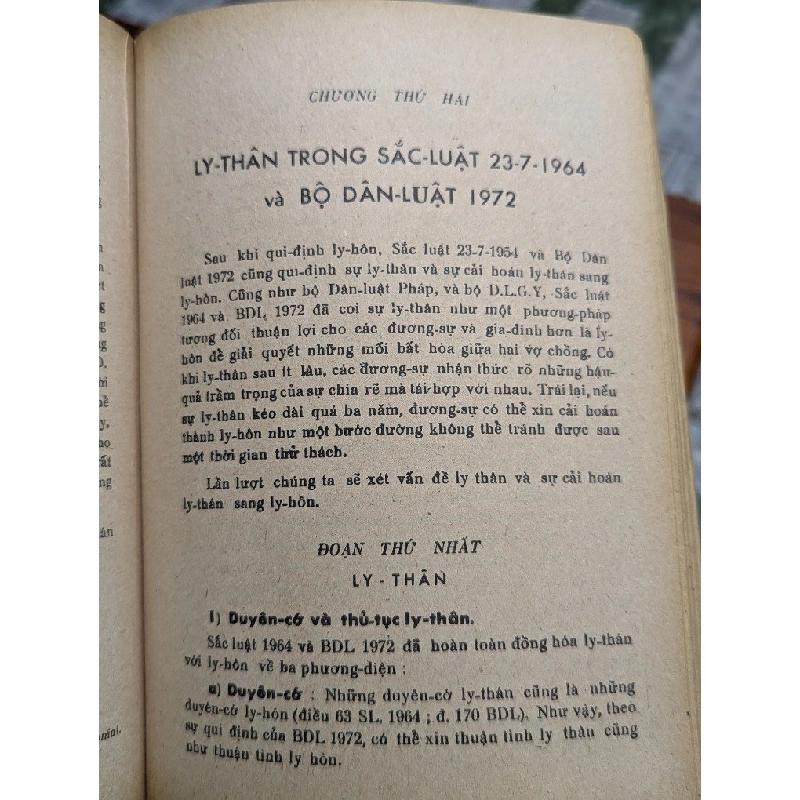 CHƯƠNG THỨ HAI
LY-THÂN TRONG SẮC-LUẬT 23-7-1964
và BỘ DÂN-LUẬT 1972
Sau khi qui-định ly-hôn, Sắc luật 23-7-1964 và Bộ Dân
luật 1972 cũng qui-định sự ly-thân và sự cải hoán ly-thân sang
ly-hôn. Cũng như bộ Dân-luật Pháp, và bộ D.L.G.Y, Sắc luật
1964 và BDL 1972 đã coi sự ly-thân như một phương-pháp
tương đối thuận lợi cho các đương-sự và gia-đình hơn là ly-
hôn đề giải quyết những mối bất hòa giữa hai vợ chồng. Có
khi ly-thân sau ít lâu, các đương-sự nhận thức rõ những hậu-
quả trầm trọng của sự chia rẽ mà tái-hợp với nhau. Trái lại, nếu
sự ly-thân kéo dài quá ba năm, đương-sự có thề xin cải hoán
thành ly-hôn như một bước đường không thề tránh được sau
một thời gian thử thách.
Lần lượt chúng ta sẽ xét vấn đề ly thân và sự cải hoán
ly-thân sang ly-hôn.
ĐOẠN THỨ NHẤT
LY - THÂN
I) Duyên-cớ và thủ-tục ly-thân.
Sắc luật 1964 và BDL 1972 đã hoàn toàn đồng hóa ly-thân
với ly-hôn về ba phương-diện :
a) Duyên-cớ : Những duyên-cớ ly-thân cũng là những
duyên-cớ ly-hôn (điều 63 SL, 1964 ; đ. 170 BDL). Như vậy, theo
sự qui định của BDL 1972, có thề xin thuận tình ly thân cũng
như thuận tình ly hôn.